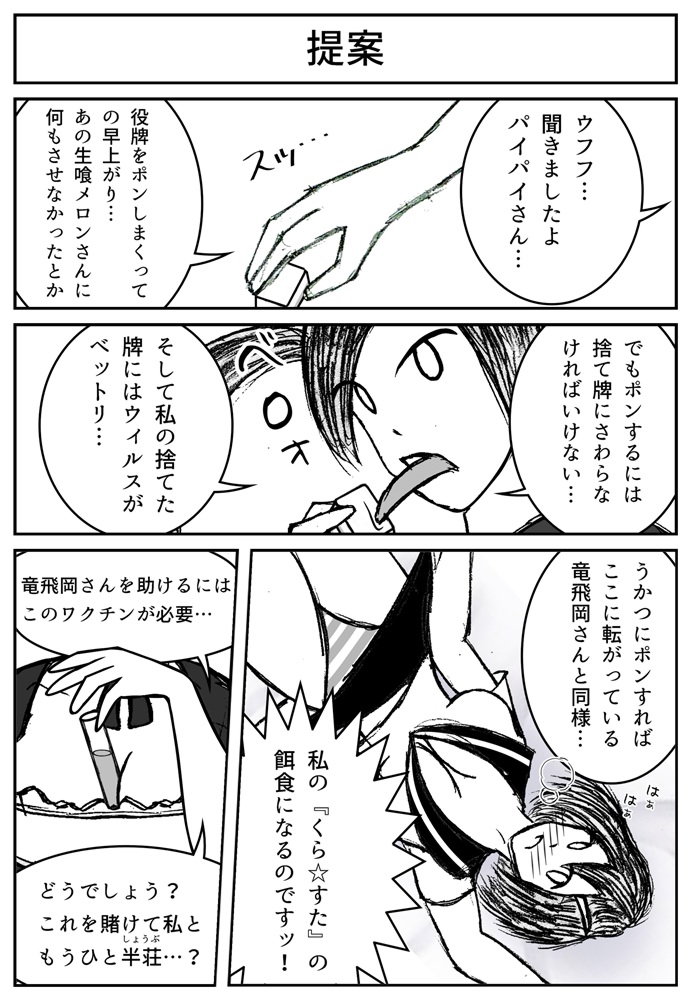 提案
ウフフ…
聞きましたよ
パイパイさん…
スッ…
役牌をポンしまくって
の早上がり…
あの生喰メロンさんに
何もさせなかったとか
でもポンするには
捨て牌にさわらな
ければいけない…
ベロォ
そして私の捨てた
牌にはウイルスが
ベットリ…
うかつにポンすれば
ここに転がっている
竜飛岡さんと同様…
はぁ
はぁ
私の『くら☆すた』の
餌食になるのですッ！
竜飛岡さんを助けるには
このワクチンが必要…
どうでしょう？
これを賭けて私と
もうひと半荘…？
しょうぶ